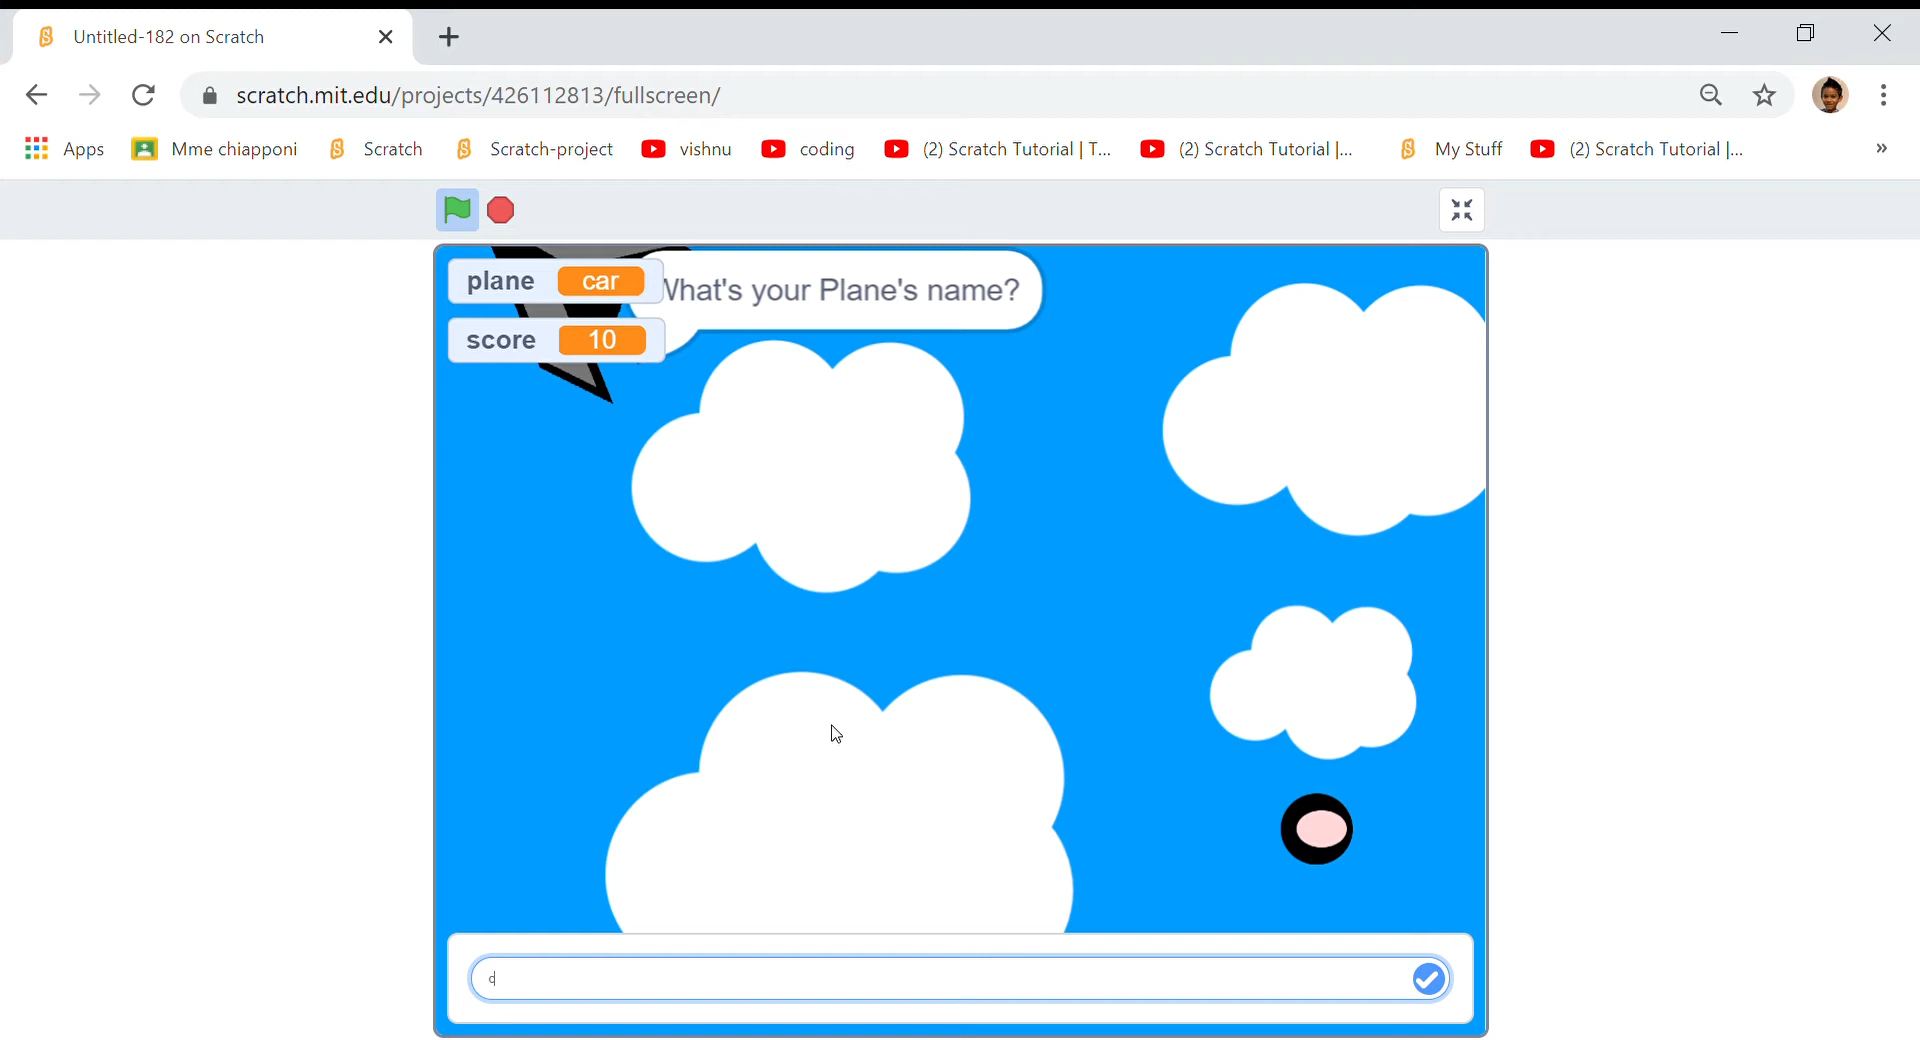 Untitled-182 on Scratch
scratch.mit.edu/projects/426112813/fullscreen/
Apps Mme chiapponi Scratch Scratch-project vishnu coding (2) Scratch Tutorial | T... (2) Scratch Tutorial |... My Stuff (2) Scratch Tutorial |... »
plane car
What's your Plane's name?
score 10